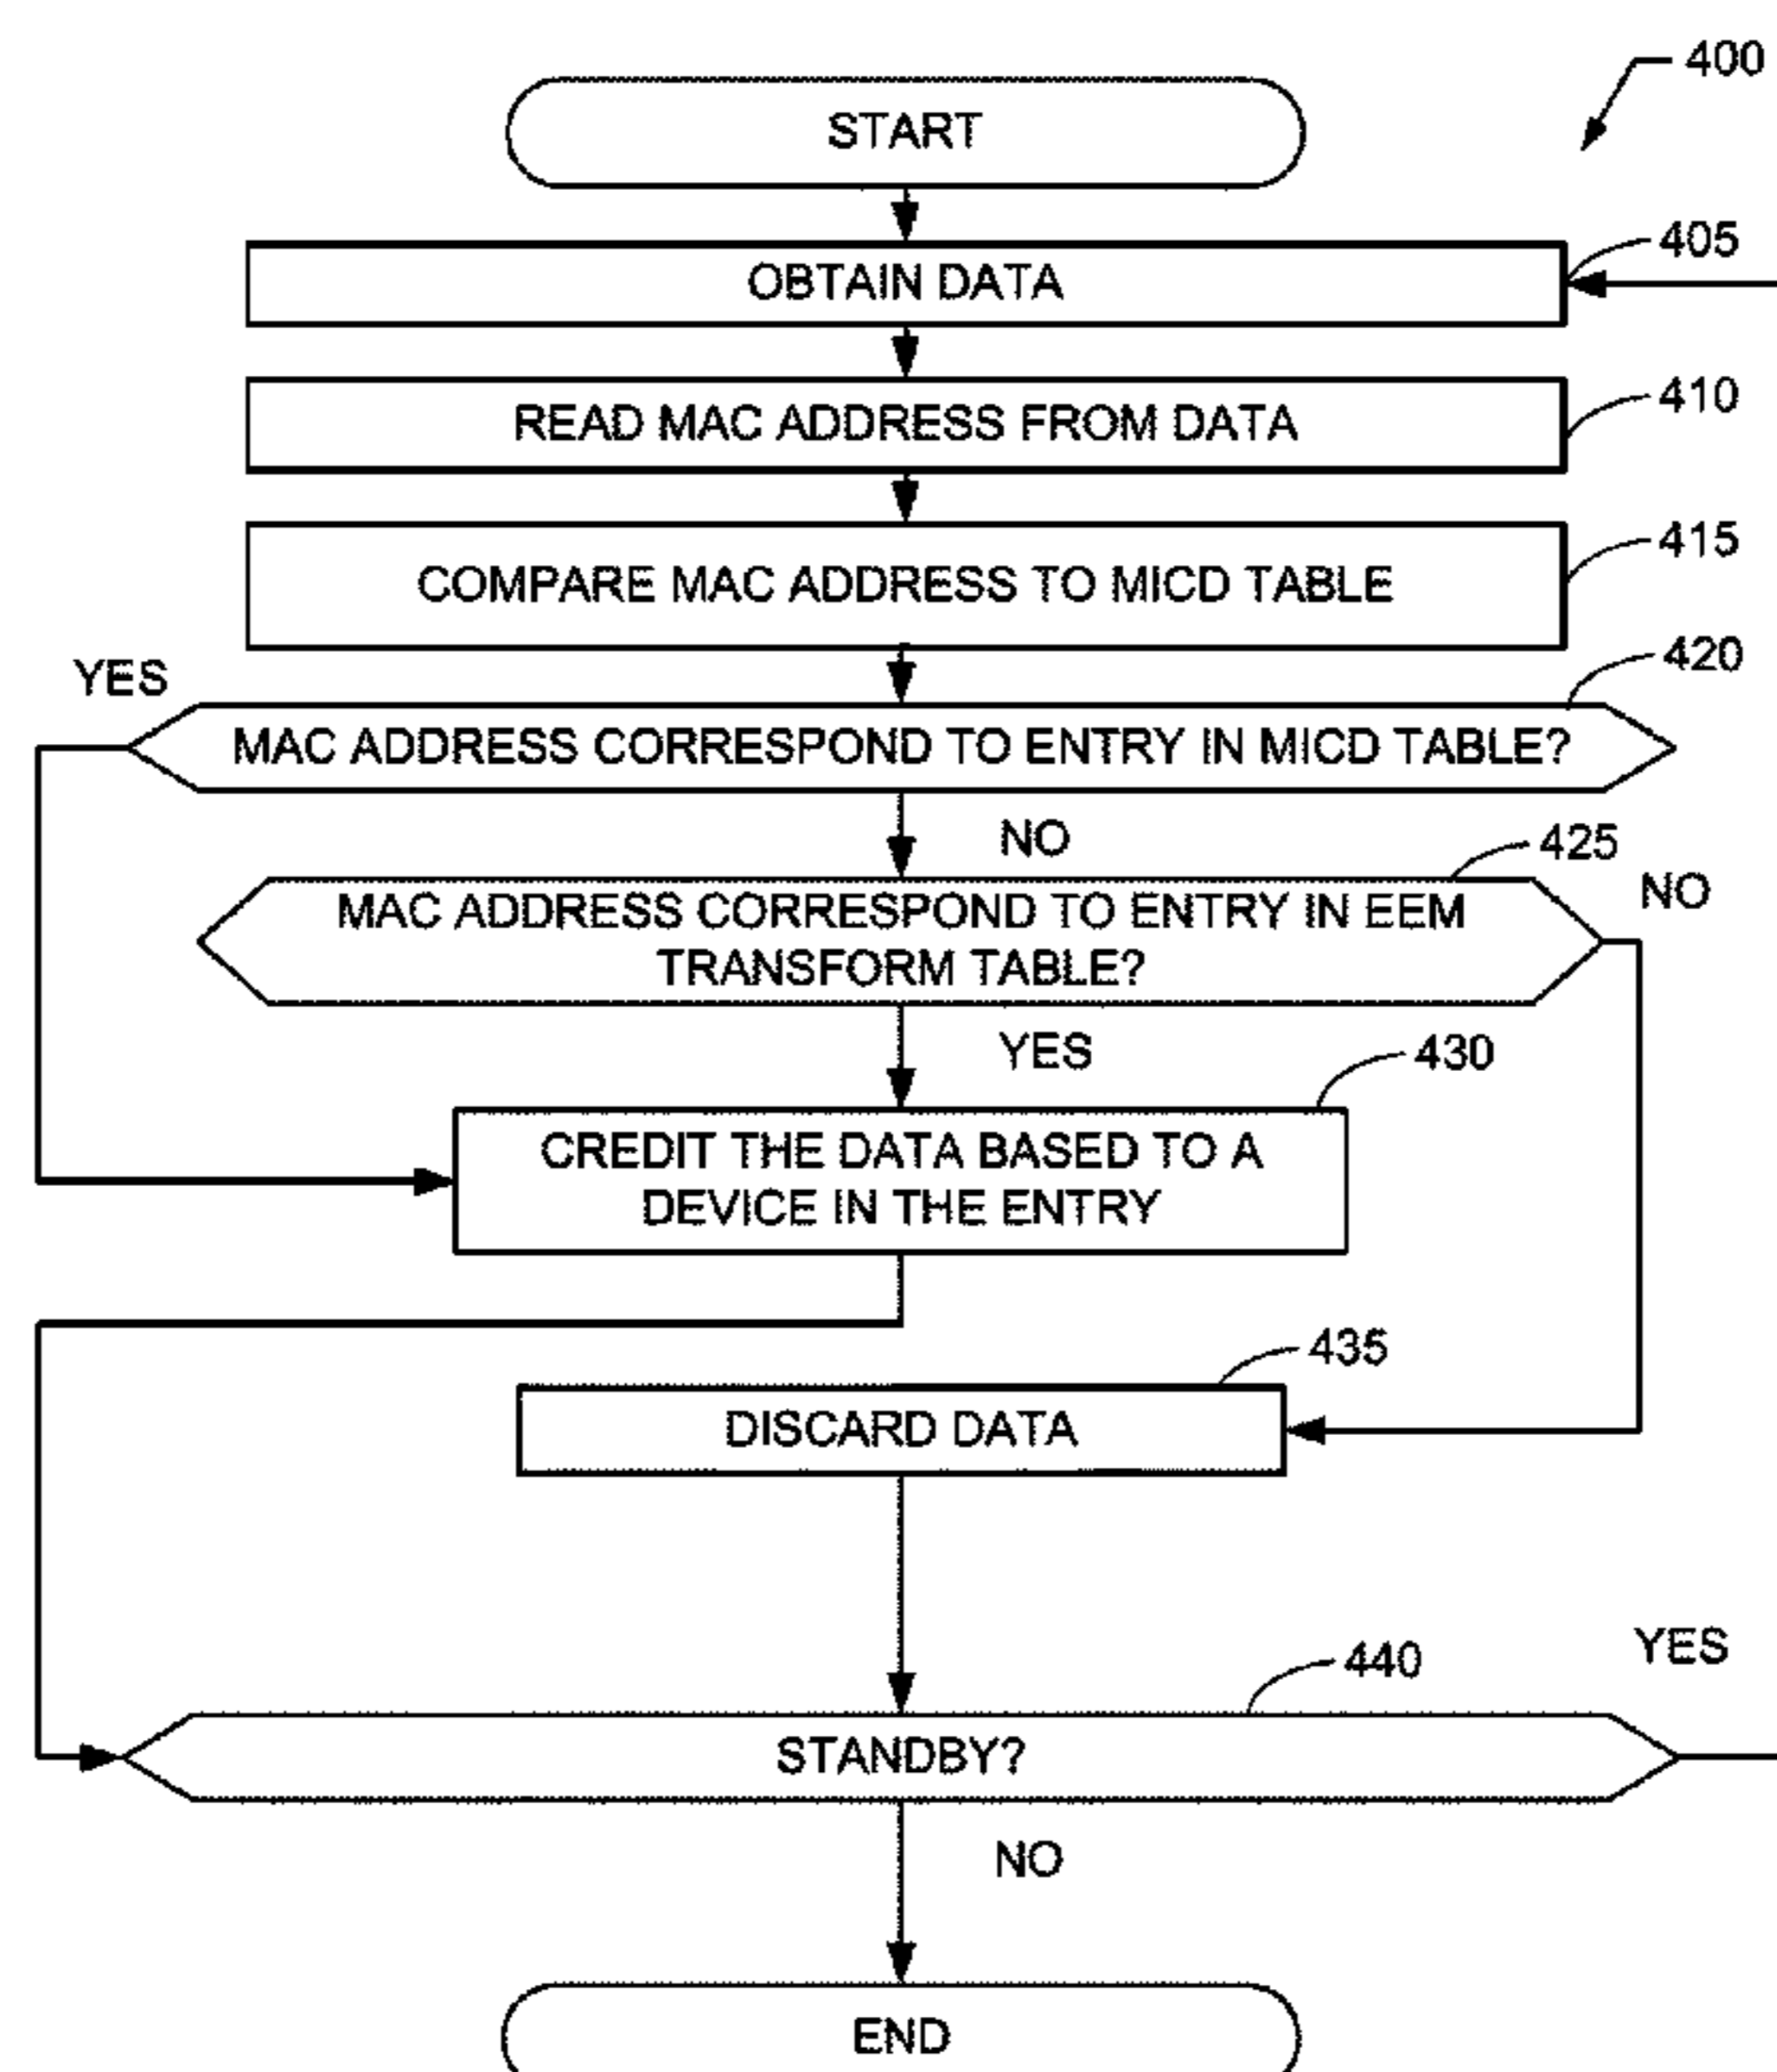 400
START
405
OBTAIN DATA
410
READ MAC ADDRESS FROM DATA
415
COMPARE MAC ADDRESS TO MICD TABLE
YES
420
MAC ADDRESS CORRESPOND TO ENTRY IN MICD TABLE?
NO
425
NO
MAC ADDRESS CORRESPOND TO ENTRY IN EEM
TRANSFORM TABLE?
YES
430
CREDIT THE DATA BASED TO A
DEVICE IN THE ENTRY
435
DISCARD DATA
YES
440
STANDBY?
NO
END